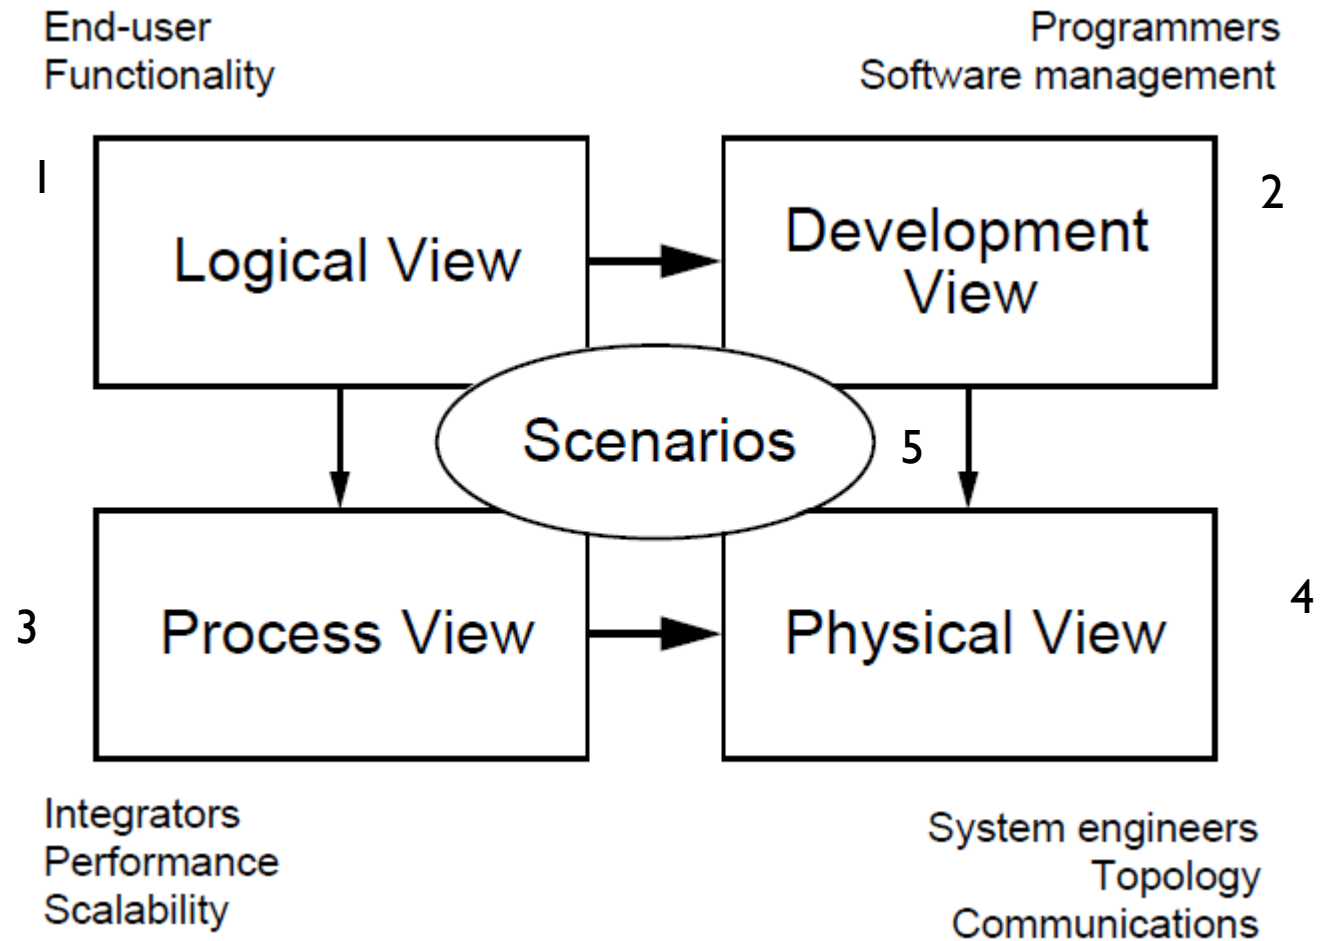 End-user
Functionality
Programmers
Software management
1
Logical View
Development
View
2
Scenarios
5
3
Process View
Physical View
4
Integrators
Performance
Scalability
System engineers
Topology
Communications